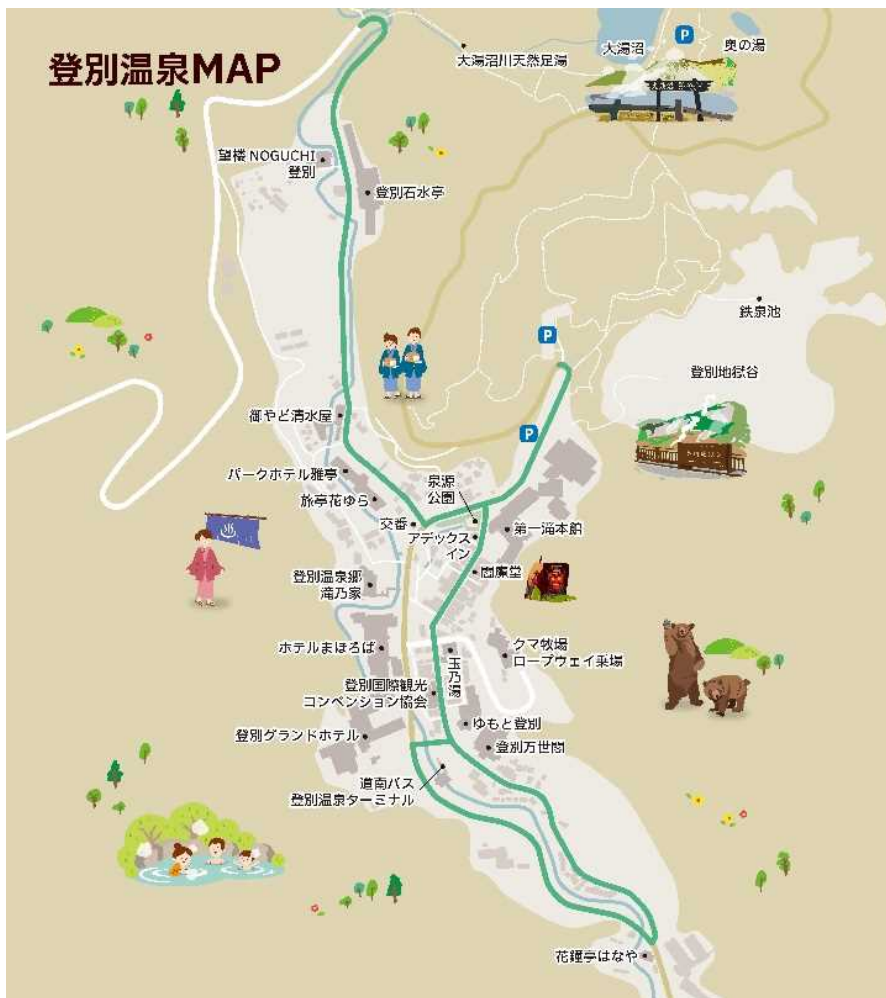 登別温泉MAP
P
大湯沼
奥の湯
大湯沼川天然足湯
望楼 NOGUCHI
登別
登別石水亭
鉄泉池
P
登別地獄谷
御やど清水屋
P
パークホテル雅亭
旅亭花ゆら
泉源
公園
交番
アデックス
イン
第一滝本館
閻魔堂
登別温泉郷
滝乃家
ホテルまほろば
玉乃湯
クマ牧場
ロープウェイ乗場
登別国際観光
コンベンション協会
ゆもと登別
登別グランドホテル
登別万世閣
道南バス
登別温泉ターミナル
花鐘亭はなや